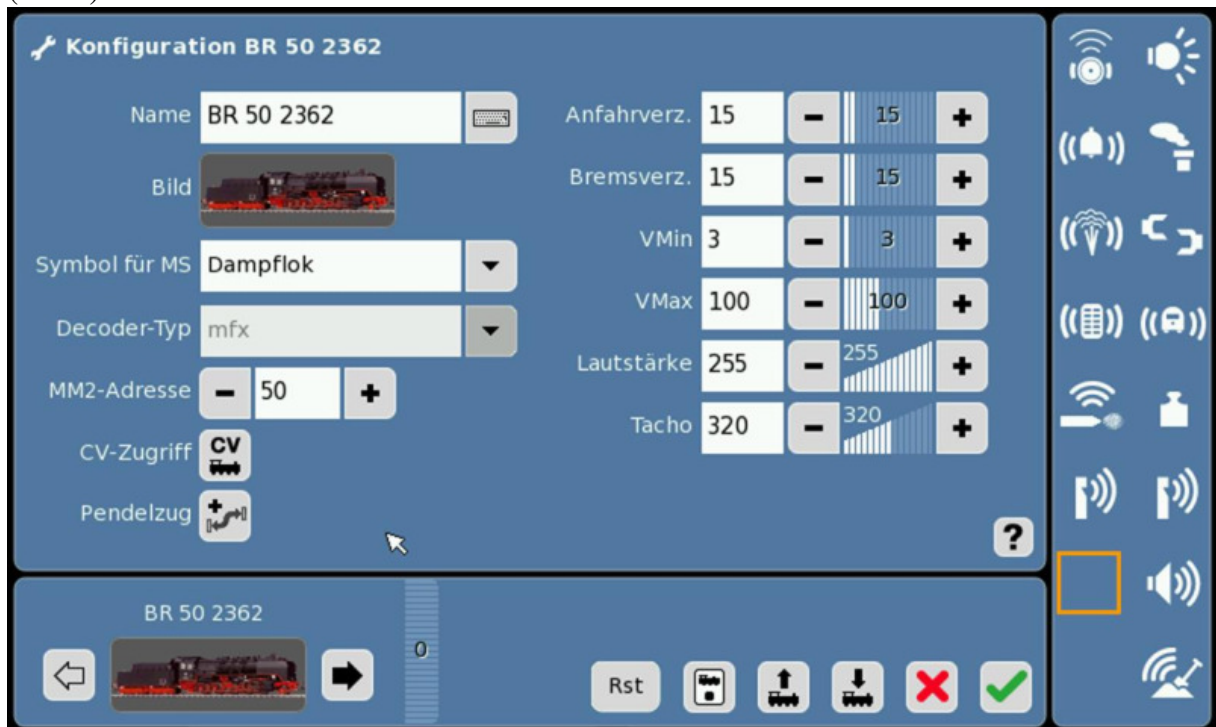 Konfiguration BR 50 2362
Name BR 50 2362
Bild
Symbol für MS Dampflok
Decoder-Typ mfx
MM2-Adresse 50
CV-Zugriff CV
Pendelzug
Anfahrverz. 15 15
Bremsverz. 15 15
VMin 3 3
VMax 100 100
Lautstärke 255 255
Tacho 320 320
?
BR 50 2362
0
Rst